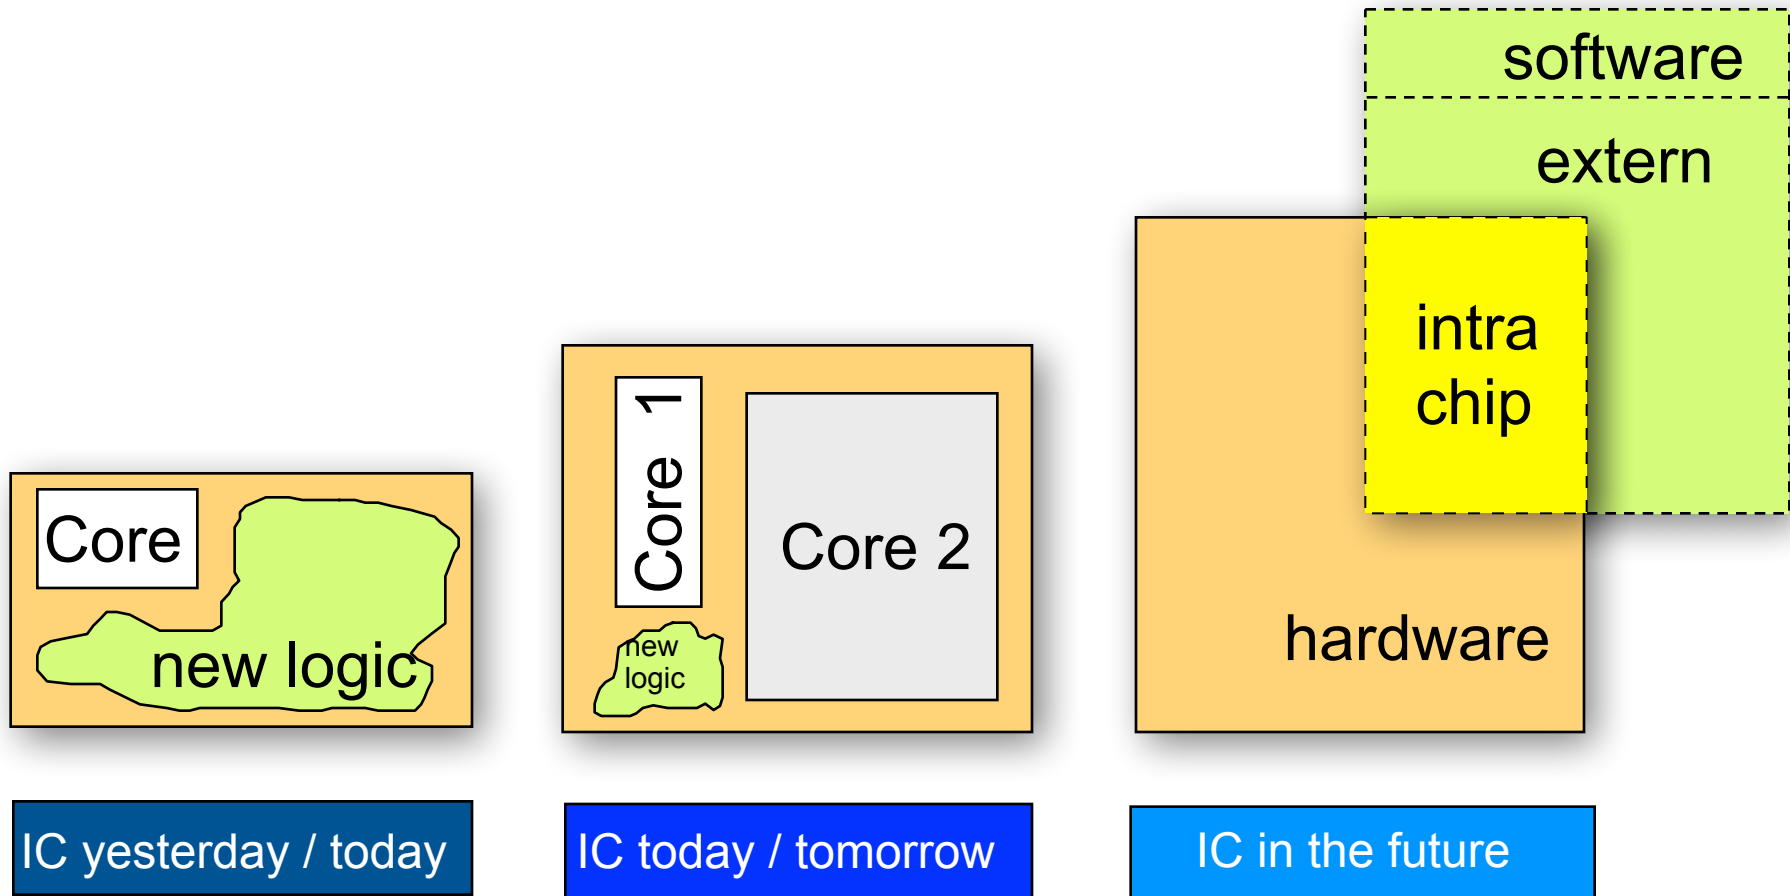 software
extern
intra
chip
hardware
Core 1
Core 2
new
logic
Core
new logic
IC yesterday / today
IC today / tomorrow
IC in the future